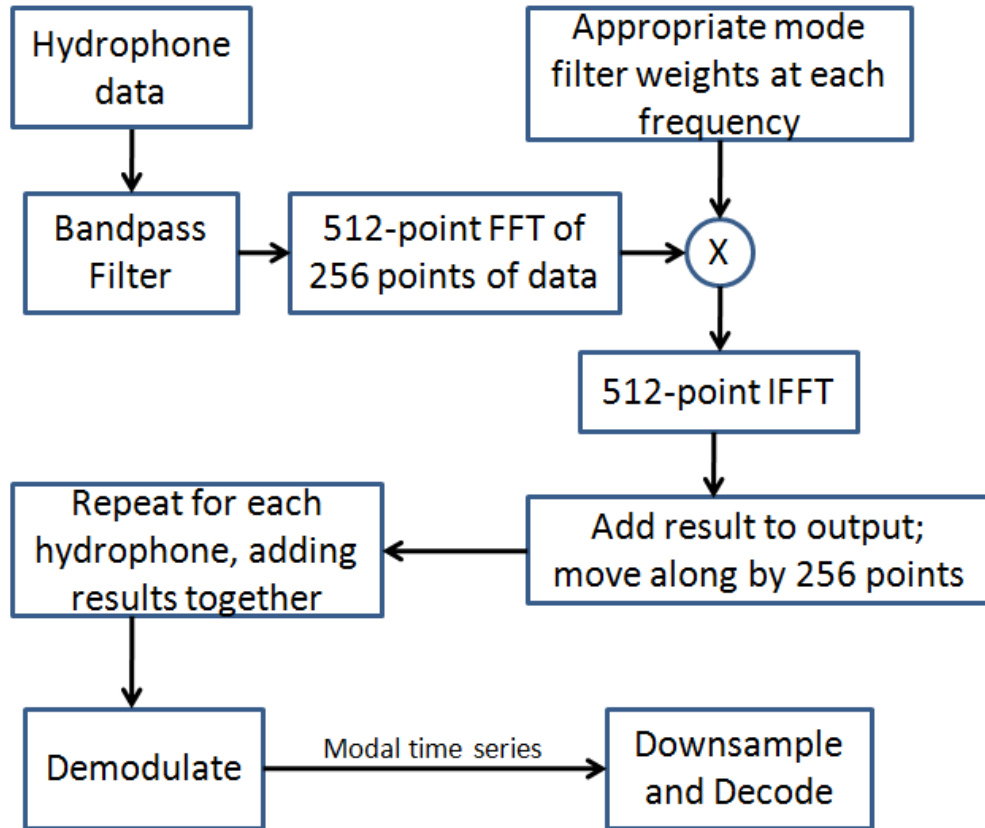 Hydrophone
data
Appropriate mode
filter weights at each
frequency
Bandpass
Filter
512-point FFT of
256 points of data
X
512-point IFFT
Repeat for each
hydrophone, adding
results together
Add result to output;
move along by 256 points
Demodulate
Modal time series
Downsample
and Decode